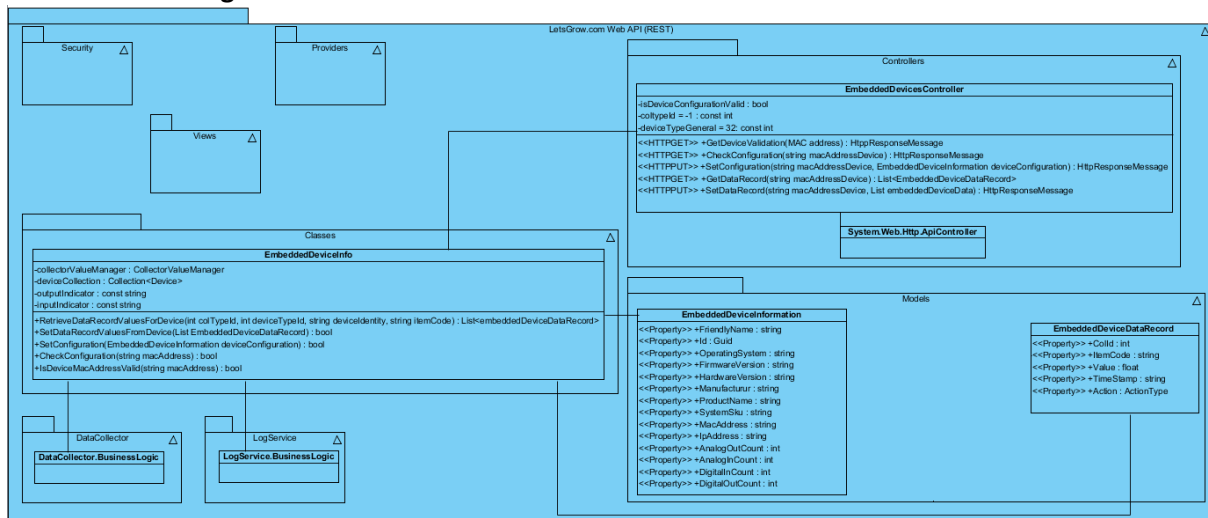 LetsGrow.com Web API (REST)
Security
Providers
Views
Controllers
EmbeddedDevicesController
-isDeviceConfigurationValid : bool
-coltypeId = -1 : const int
-deviceTypeGeneral = 32: const int
<<HTTPGET>> +GetDeviceValidation(MAC address) : HtppResponseMessage
<<HTTPGET>> +CheckConfiguration(string macAddressDevice) : HttpResponseMessage
<<HTTPPUT>> +SetConfiguration(string macAddressDevice, EmbeddedDeviceInformation deviceConfiguration) : HttpResponseMessage
<<HTTPGET>> +GetDataRecord(string macAddressDevice) : List<EmbeddedDeviceDataRecord>
<<HTTPPUT>> +SetDataRecord(string macAddressDevice, List embeddedDeviceData) : HttpResponseMessage
System.Web.Http.ApiController
Classes
EmbeddedDeviceInfo
-collectorValueManager : CollectorValueManager
-deviceCollection : Collection<Device>
-outputIndicator : const string
-inputIndicator : const string
+RetrieveDataRecordValuesForDevice(int colTypeId, int deviceTypeId, string deviceIdentity, string itemCode) : List<embeddedDeviceDataRecord>
+SetDataRecordValuesFromDevice(List EmbeddedDeviceDataRecord) : bool
+SetConfiguration(EmbeddedDeviceInformation deviceConfiguration) : bool
+CheckConfiguration(string macAddress) : bool
+IsDeviceMacAddressValid(string macAddress) : bool
DataCollector
DataCollector.BusinessLogic
LogService
LogService.BusinessLogic
Models
EmbeddedDeviceInformation
<<Property>> +FriendlyName : string
<<Property>> +Id : Guid
<<Property>> +OperatingSystem : string
<<Property>> +FirmwareVersion : string
<<Property>> +HardwareVersion : string
<<Property>> +Manufacturur : string
<<Property>> +ProductName : string
<<Property>> +SystemSku : string
<<Property>> +MacAddress : string
<<Property>> +IpAddress : string
<<Property>> +AnalogOutCount : int
<<Property>> +AnalogInCount : int
<<Property>> +DigitalInCount : int
<<Property>> +DigitalOutCount : int
EmbeddedDeviceDataRecord
<<Property>> +ColId : int
<<Property>> +ItemCode : string
<<Property>> +Value : float
<<Property>> +TimeStamp : string
<<Property>> +Action : ActionType